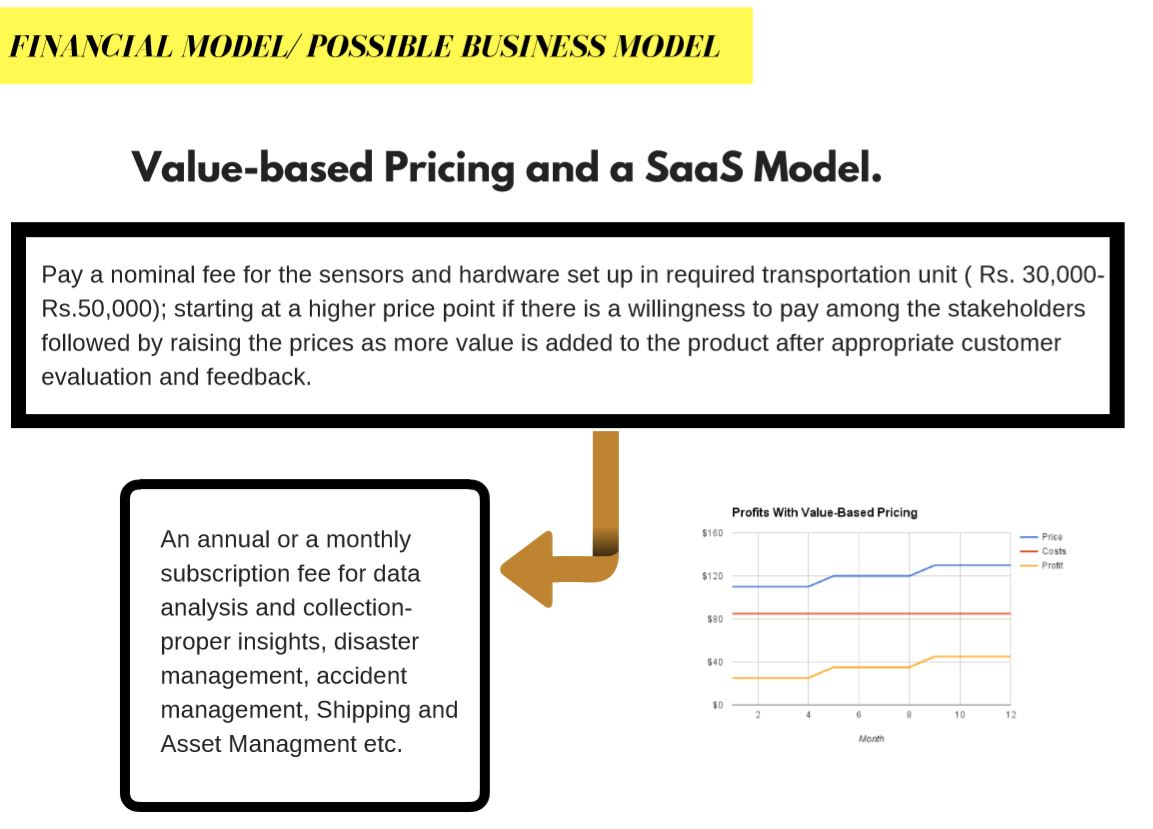 FINANCIAL MODEL/ POSSIBLE BUSINESS MODEL
Value-based Pricing and a SaaS Model.
Pay a nominal fee for the sensors and hardware set up in required transportation unit ( Rs. 30,000-
Rs.50,000); starting at a higher price point if there is a willingness to pay among the stakeholders
followed by raising the prices as more value is added to the product after appropriate customer
evaluation and feedback.
An annual or a monthly
subscription fee for data
analysis and collection-
proper insights, disaster
management, accident
management, Shipping and
Asset Managment etc.
Profits With Value-Based Pricing
$160
$120
$80
$40
$0
2 4 6 8 10 12
Month
Price
Costs
Profit